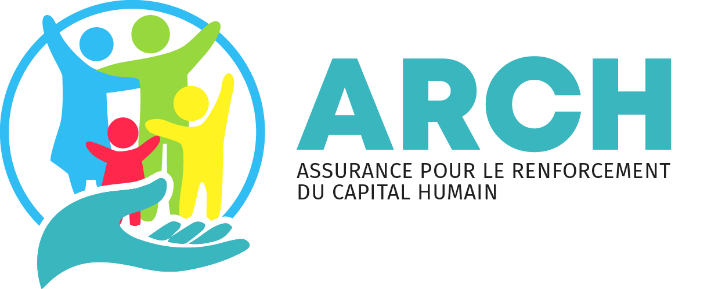 ARCH
ASSURANCE POUR LE RENFORCEMENT
DU CAPITAL HUMAIN